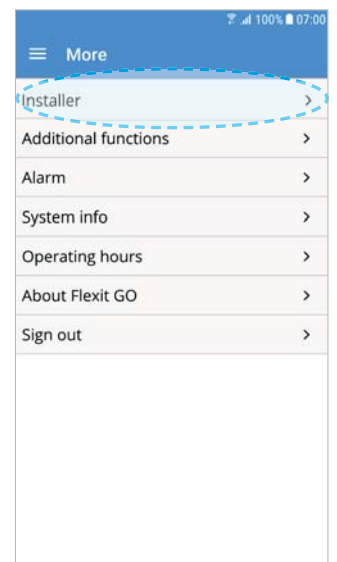 100% 07:00
More
Installer
Additional functions
Alarm
System info
Operating hours
About Flexit GO
Sign out